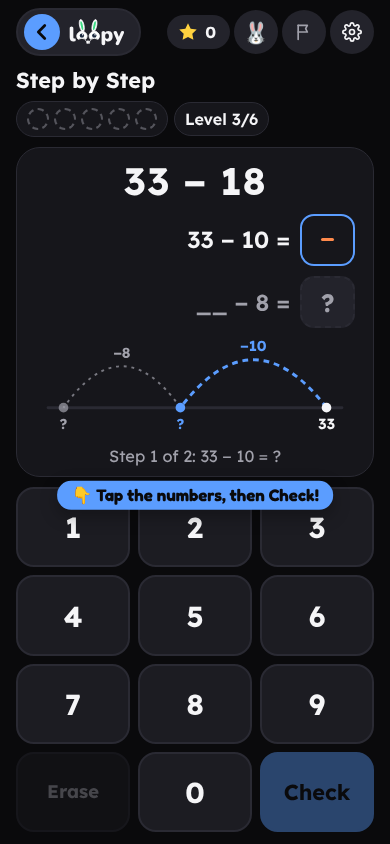 loopy
0
Step by Step
Level 3/6
33 – 18
33 – 10 = –
__ – 8 = ?
–8
–10
?
?
33
Step 1 of 2: 33 – 10 = ?
👇 Tap the numbers, then Check!
1 2 3
4 5 6
7 8 9
Erase 0 Check